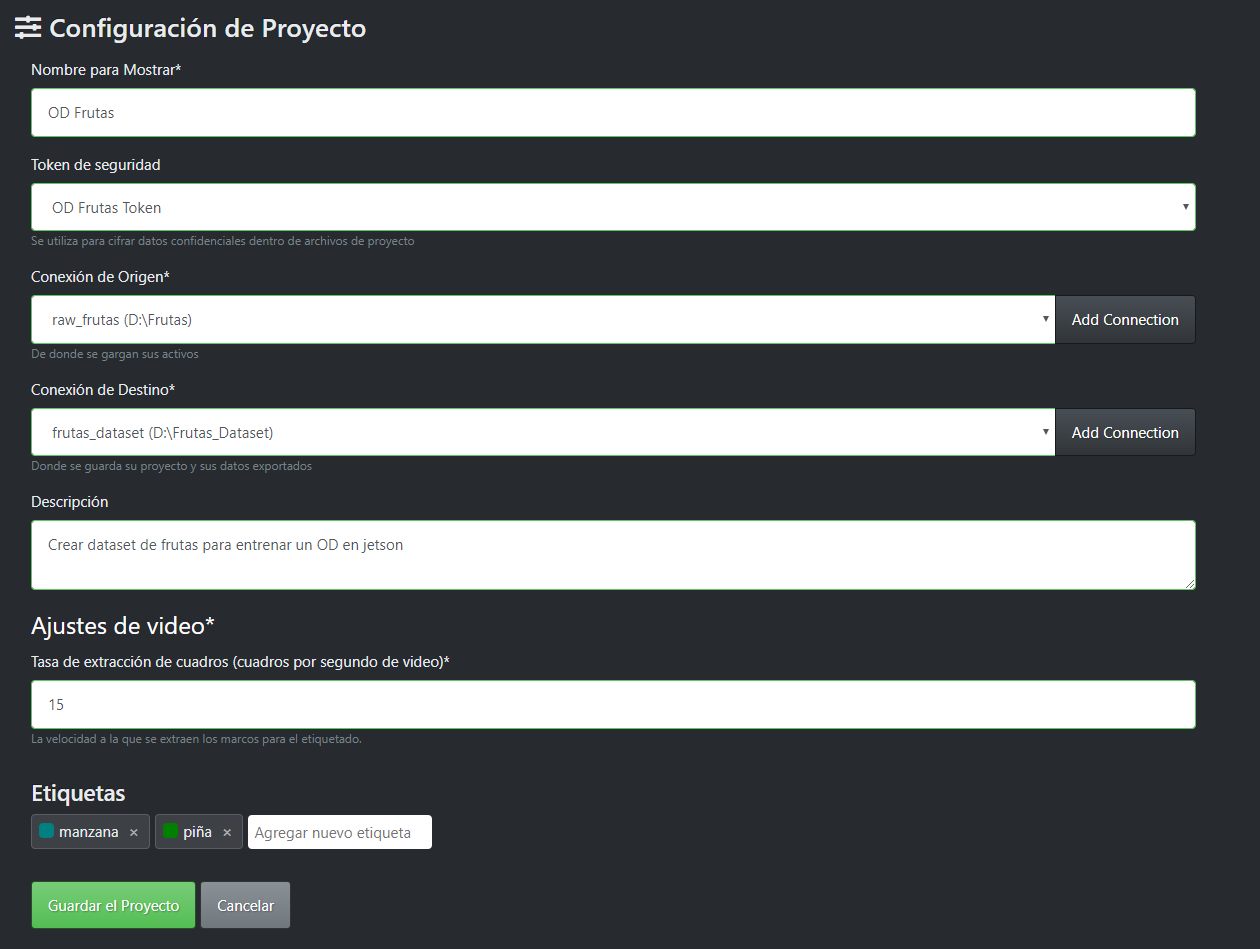 Configuración de Proyecto
Nombre para Mostrar*
OD Frutas
Token de seguridad
OD Frutas Token
Se utiliza para cifrar datos confidenciales dentro de archivos de proyecto
Conexión de Origen*
raw_frutas (D:\Frutas)
Add Connection
De donde se gargan sus activos
Conexión de Destino*
frutas_dataset (D:\Frutas_Dataset)
Add Connection
Donde se guarda su proyecto y sus datos exportados
Descripción
Crear dataset de frutas para entrenar un OD en jetson
Ajustes de video*
Tasa de extracción de cuadros (cuadros por segundo de video)*
15
La velocidad a la que se extraen los marcos para el etiquetado.
Etiquetas
manzana × piña × Agregar nuevo etiqueta
Guardar el Proyecto Cancelar